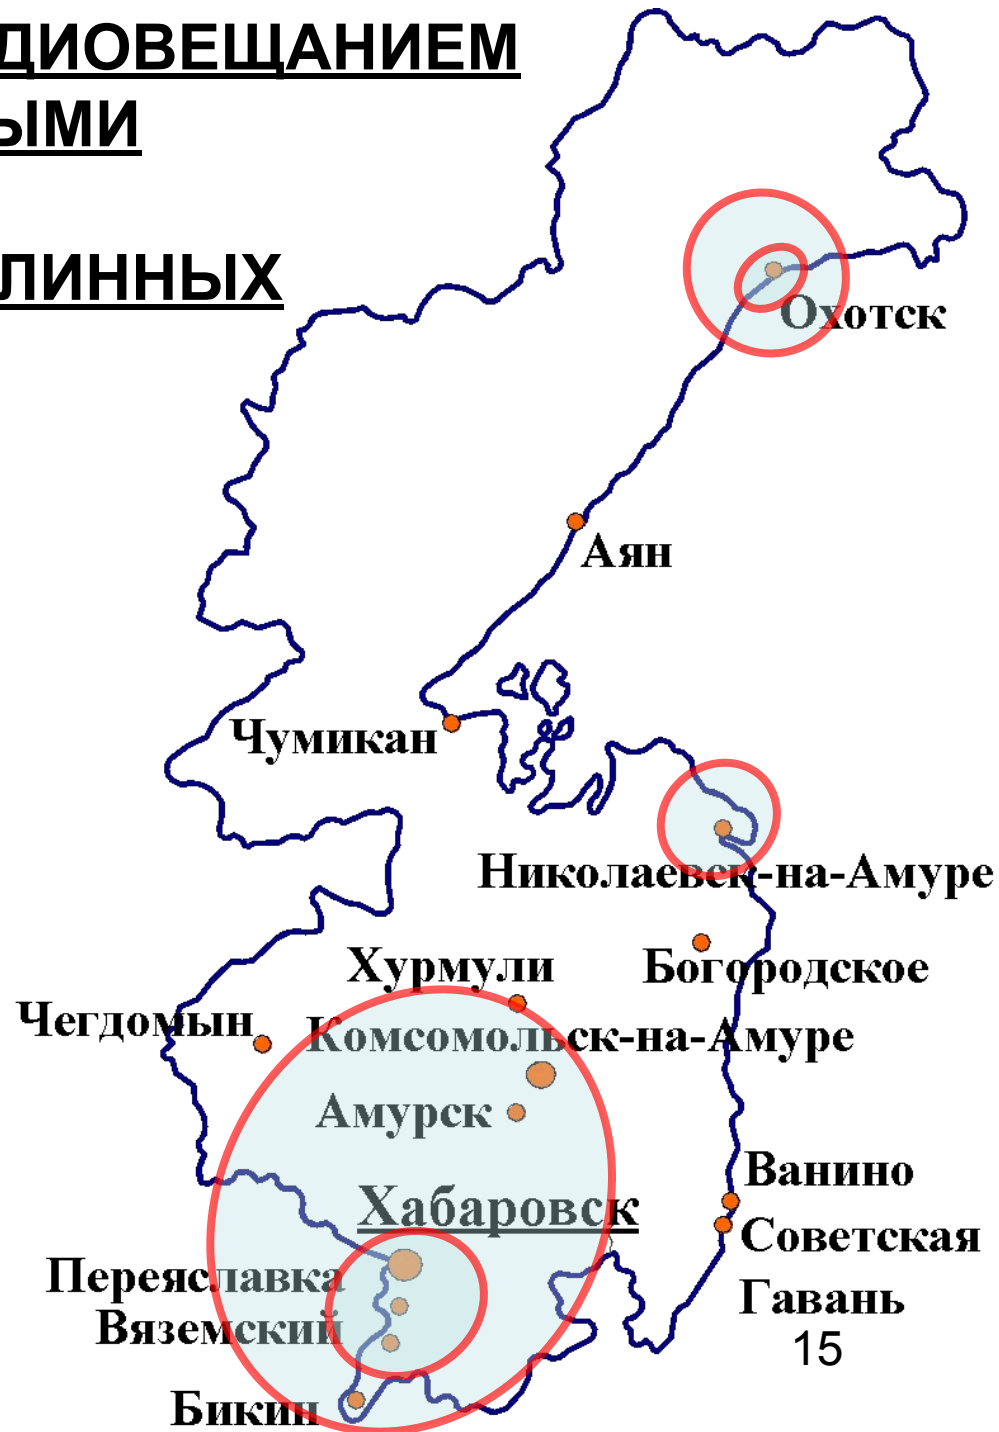 ДИОВЕЩАНИЕМ
ЫМИ
ЛИННЫХ
Охотск
Аян
Чумикан
Николаевск-на-Амуре
Хурмули
Богородское
Чегдомын
Комсомольск-на-Амуре
Амурск
Ванино
Хабаровск
Советская
Гавань
Переяславка
Вяземский
15
Бикин